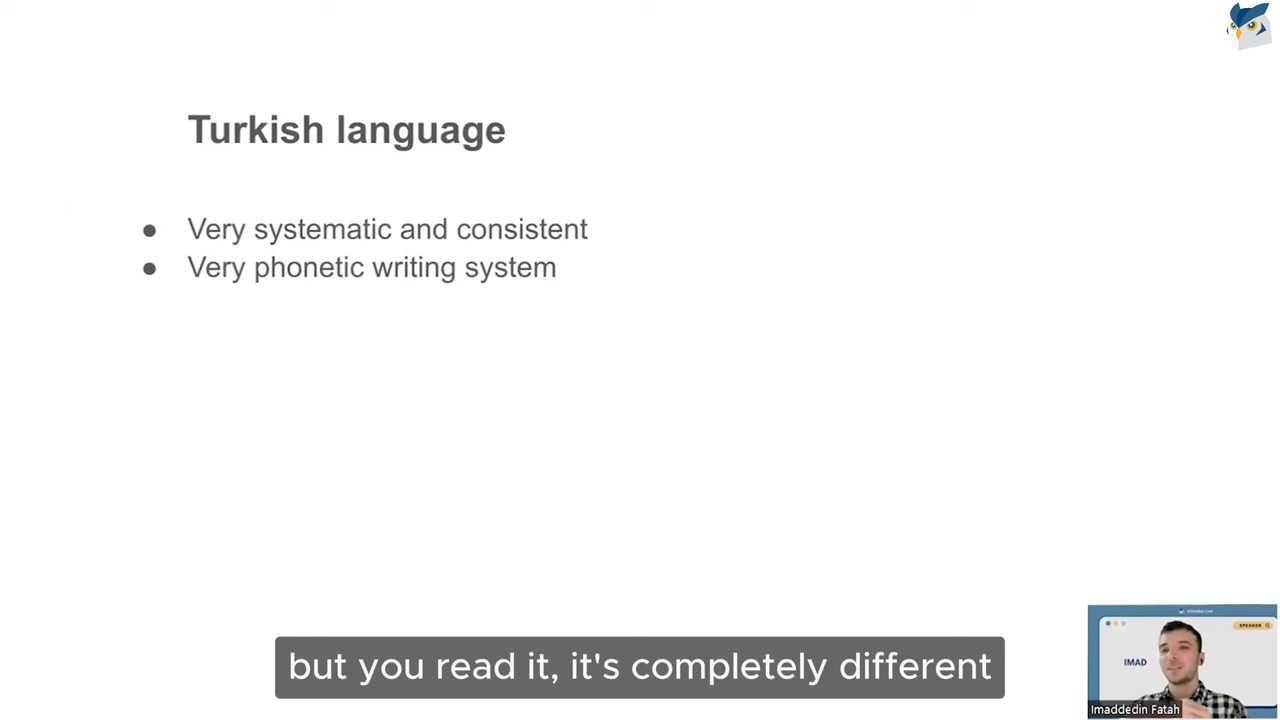 Turkish language
● Very systematic and consistent
● Very phonetic writing system
but you read it, it's completely different
SPEAKER
IMAD
Imaddedin Fatah